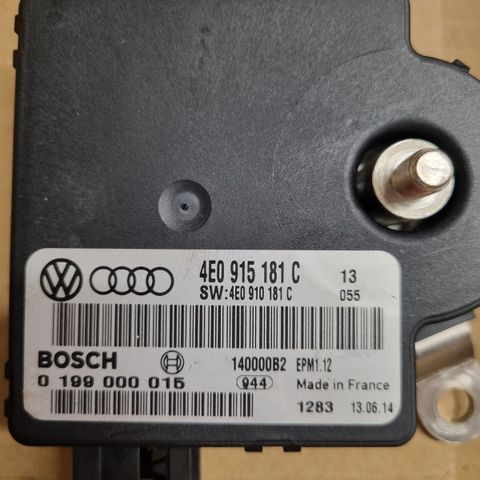 4E0 915 181 C 13
SW:4E0 910 181 C 055
BOSCH 140000B2 EPM1.12
0 199 000 015 Q44 Made in France
1283 13.06.14